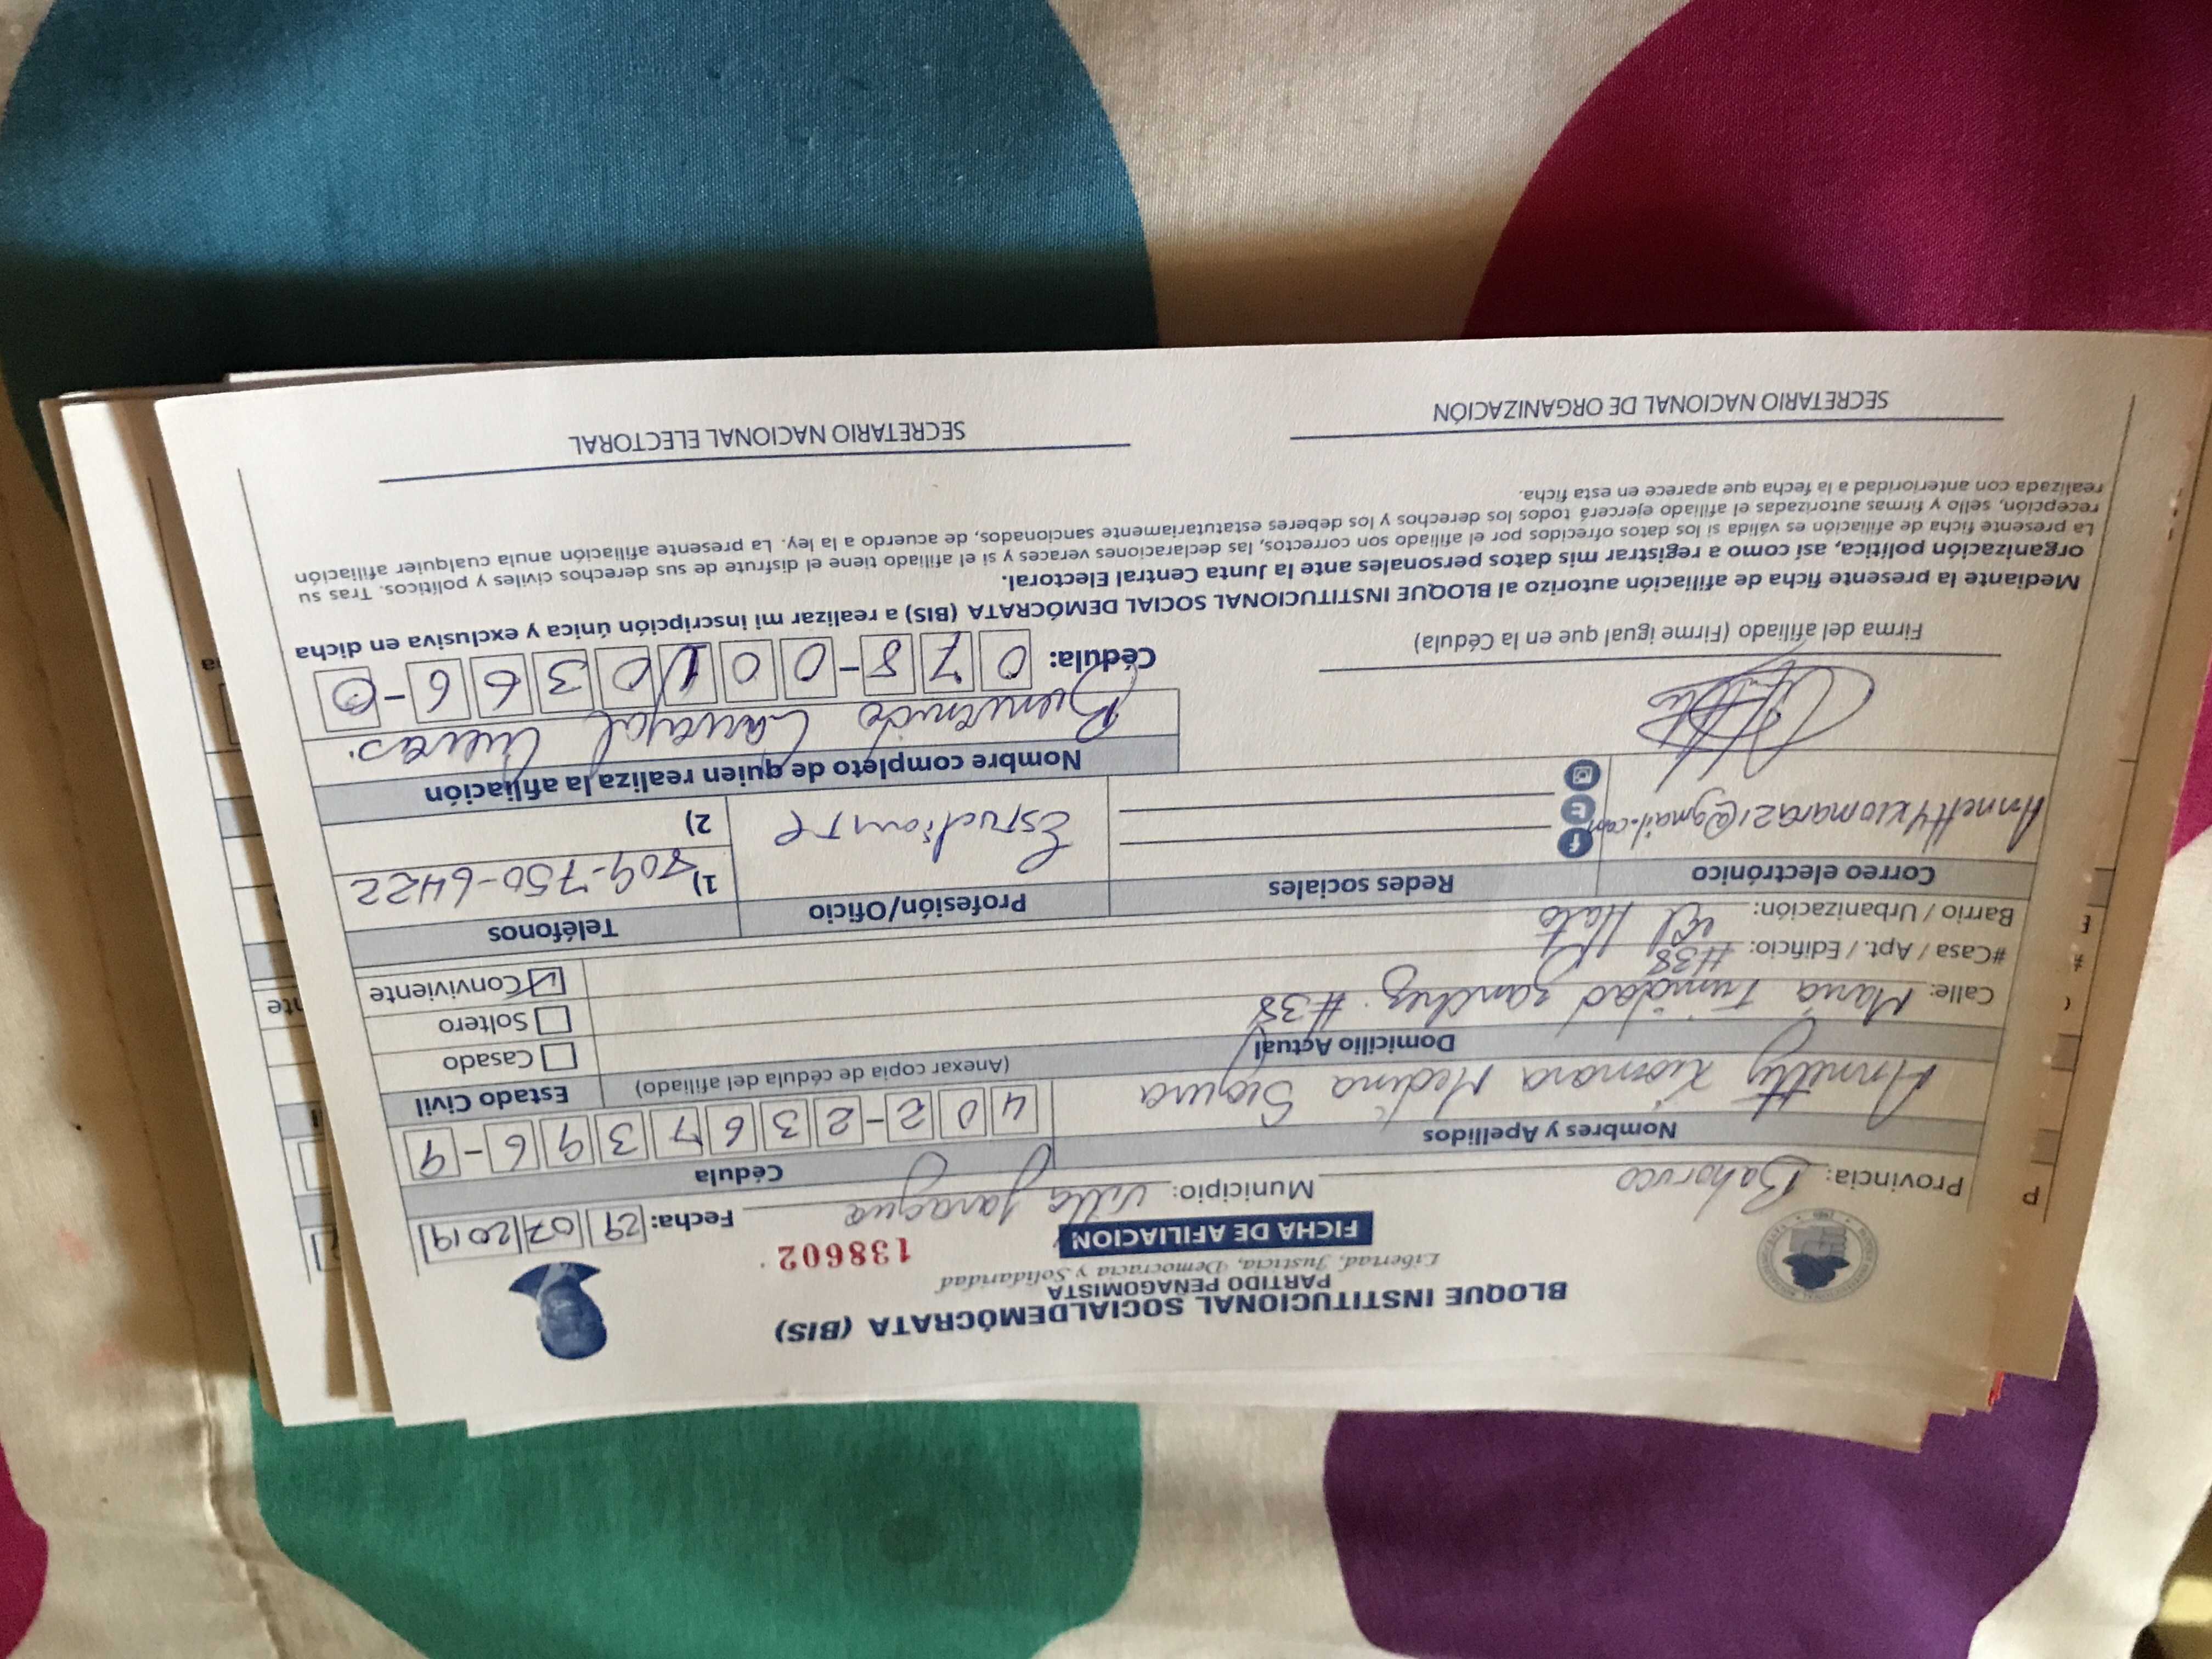 BLOQUE INSTITUCIONAL SOCIALDEMÓCRATA (BIS)
PARTIDO PEÑAGOMISTA
Libertad, Justicia, Democracia y Solidaridad
FICHA DE AFILIACION
138602
Provincia: Bahoruco Municipio: Villa Jaragua Fecha: 29 07 2019
Nombres y Apellidos Cédula Estado Civil
Annetty Xiomara Medina Segura 402-2367396-9
(Anexar copia de cédula del afiliado)
Domicilio Actual
Casado
Calle: Maria Trinidad Zanchez #38
Soltero
#Casa / Apt. / Edificio: #38
Conviviente
Barrio / Urbanización: El Hato
Correo electrónico Redes sociales Profesión/Oficio Teléfonos
AnnettyXiomara21@gmail.com Estudiante 1) 809-750-6422
2)
Nombre completo de quien realiza la afiliación
Bienvenido Carvajal Cuevas.
Cédula: 078-0010366-0
Firma del afiliado (Firme igual que en la Cédula)
Mediante la presente ficha de afiliación autorizo al BLOQUE INSTITUCIONAL SOCIAL DEMÓCRATA (BIS) a realizar mi inscripción única y exclusiva en dicha
organización política, así como a registrar mis datos personales ante la Junta Central Electoral.
La presente ficha de afiliación es válida si los datos ofrecidos por el afiliado son correctos, las declaraciones veraces y si el afiliado tiene el disfrute de sus derechos civiles y políticos. Tras su
recepción, sello y firmas autorizadas el afiliado ejercerá todos los derechos y los deberes estatutariamente sancionados, de acuerdo a la ley. La presente afiliación anula cualquier afiliación
realizada con anterioridad a la fecha que aparece en esta ficha.
SECRETARIO NACIONAL DE ORGANIZACIÓN
SECRETARIO NACIONAL ELECTORAL